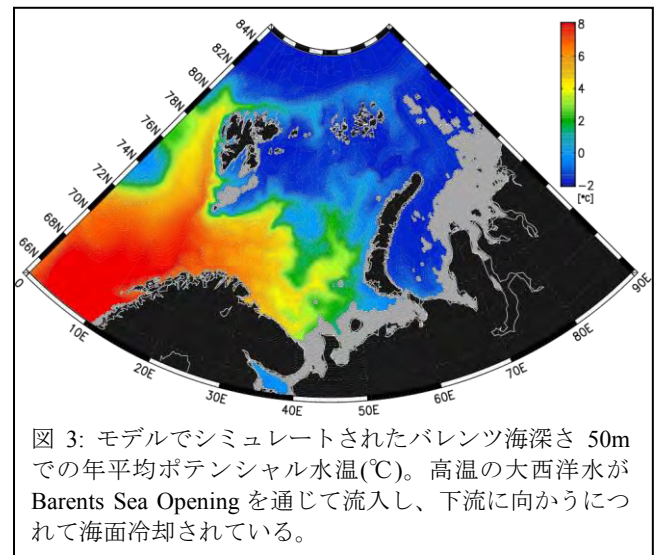 84N
82N
80N
78N
76N
74N
72N
70N
66N
0
10E
20E
30E
40E
50E
60E
70E
80E
90E
8
6
4
2
0
−2
[°C]
図 3: モデルでシミュレートされたバレンツ海深さ 50m
での年平均ポテンシャル水温(℃)。高温の大西洋水が
Barents Sea Opening を通じて流入し、下流に向かうにつ
れて海面冷却されている。